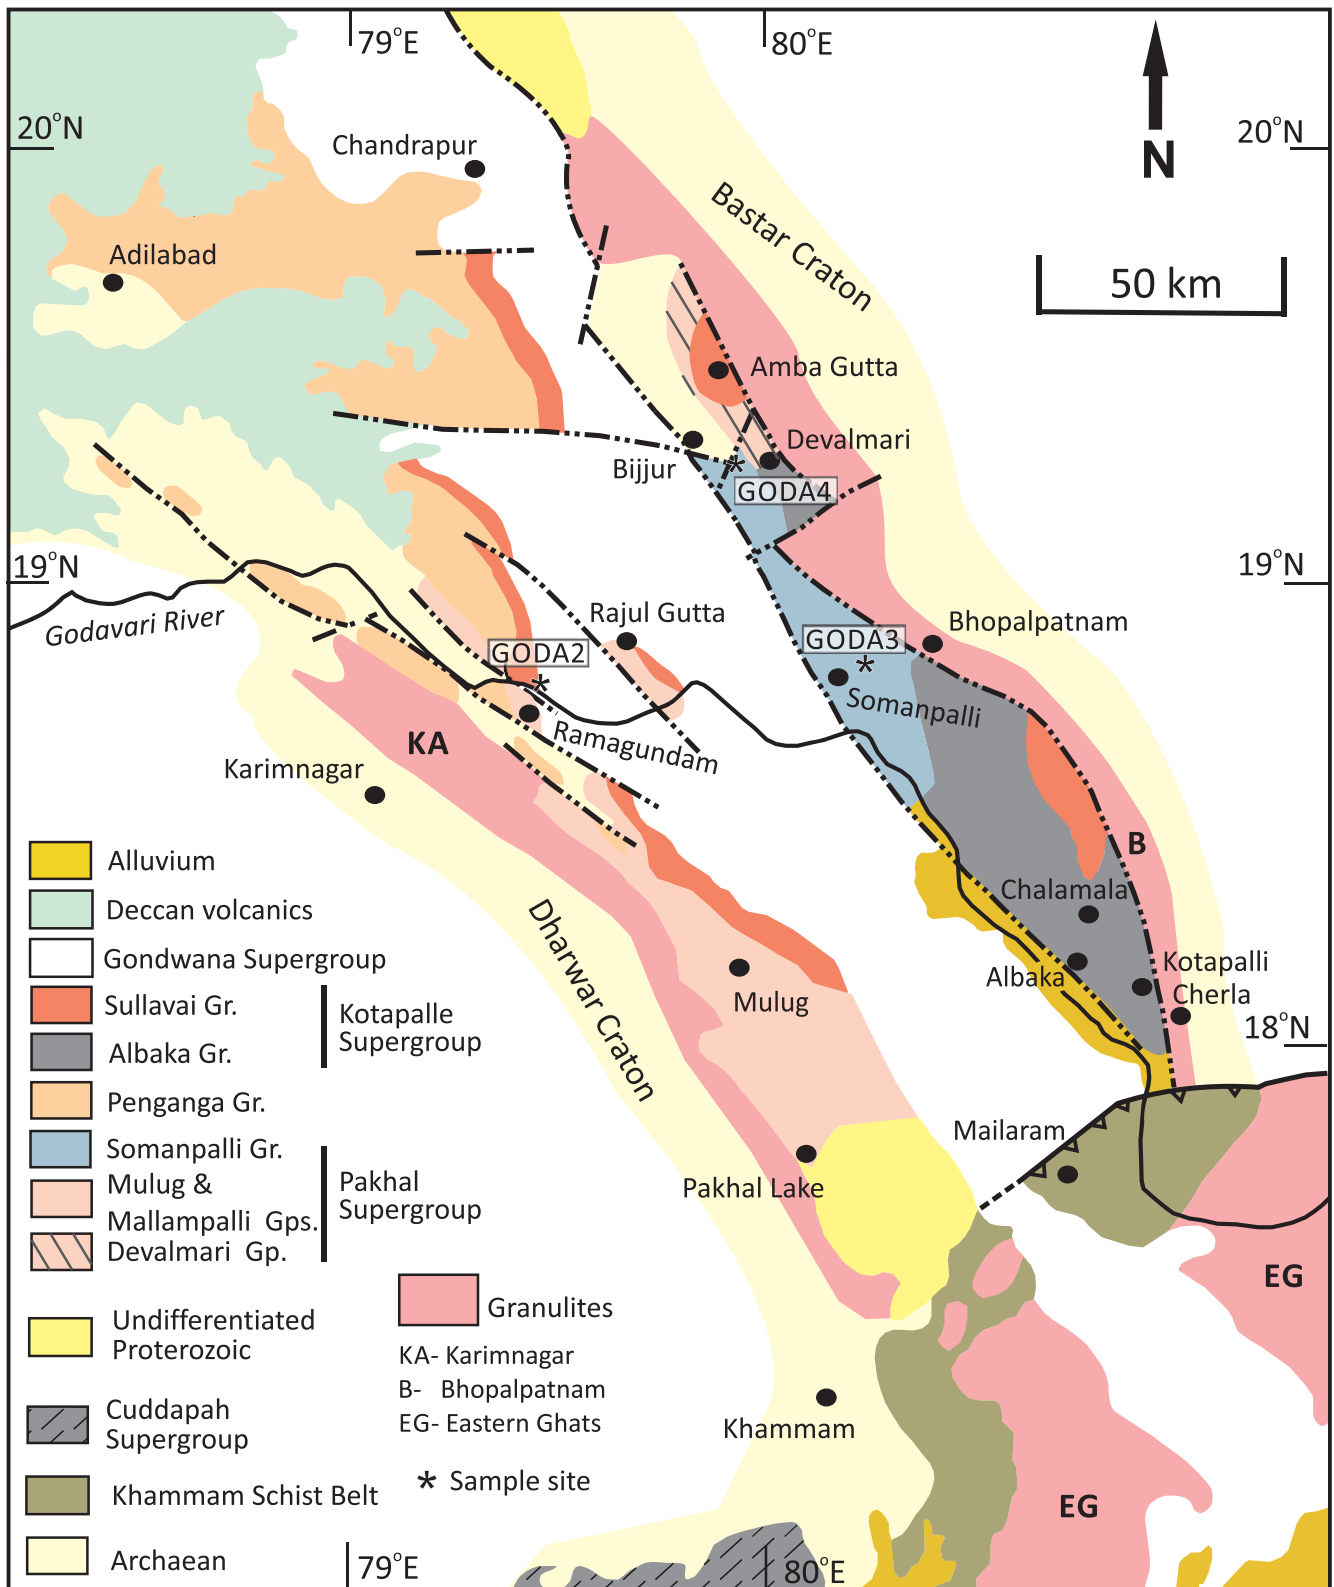 79°E
80°E
20°N
20°N
Chandrapur
N
Bastar Craton
Adilabad
50 km
Amba Gutta
Devalmari
Bijjur
GODA4
19°N
19°N
Godavari River
Rajul Gutta
Bhopalpatnam
GODA3
GODA2
Somanpalli
Ramagundam
KA
Karimnagar
B
Chalamala
Albaka
Kotapalli
Cherla
Dharwar Craton
Mulug
18°N
Mailaram
Pakhal Lake
EG
Khammam
EG
Alluvium
Deccan volcanics
Gondwana Supergroup
Sullavai Gr.
Kotapalle
Supergroup
Albaka Gr.
Penganga Gr.
Somanpalli Gr.
Mulug &
Mallampalli Gps.
Pakhal
Supergroup
Devalmari Gp.
Undifferentiated
Proterozoic
Cuddapah
Supergroup
Khammam Schist Belt
Archaean
Granulites
KA- Karimnagar
B- Bhopalpatnam
EG- Eastern Ghats
* Sample site
79°E
80°E